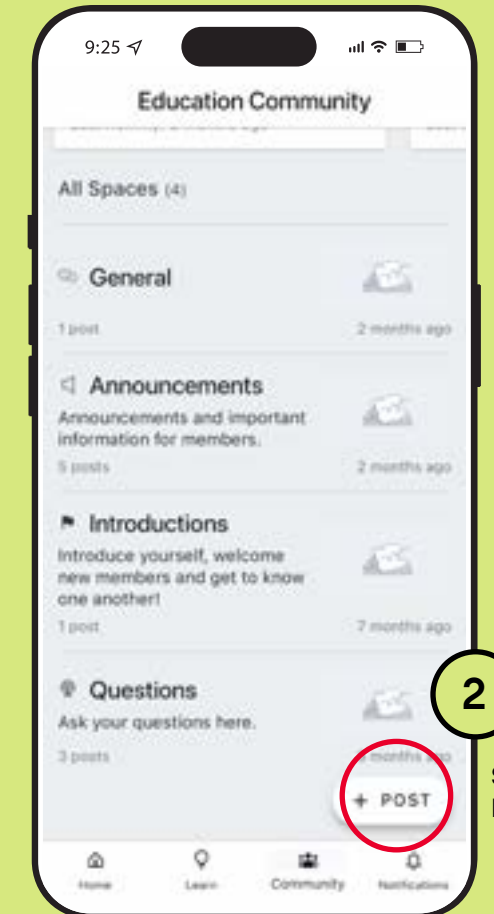 9:25
Education Community
All Spaces (4)
General
1 post
2 months ago
Announcements
Announcements and important
information for members.
5 posts
2 months ago
Introductions
Introduce yourself, welcome
new members and get to know
one another!
1 post
7 months ago
Questions
Ask your questions here.
3 posts
months ago
2
+ POST
Home
Learn
Community
Notifications